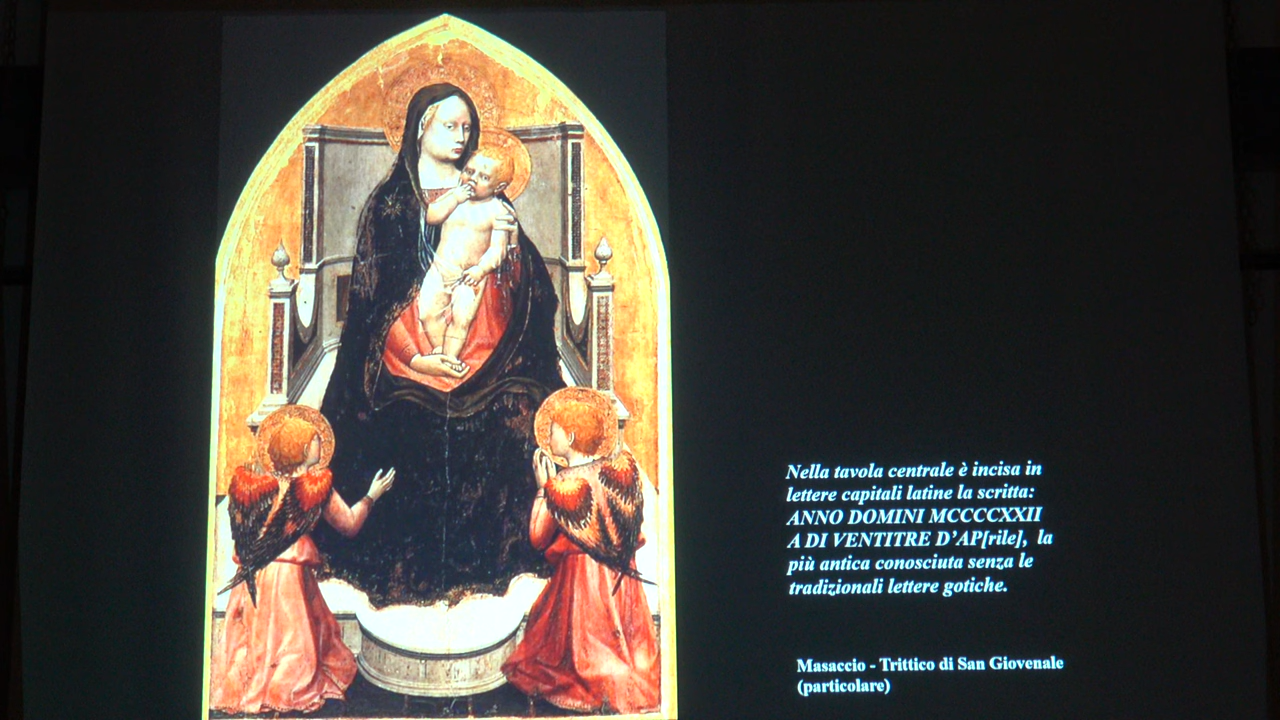 Nella tavola centrale è incisa in
lettere capitali latine la scritta:
ANNO DOMINI MCCCCXXII
A DI VENTITRE D'AP[rile], la
più antica conosciuta senza le
tradizionali lettere gotiche.
Masaccio - Trittico di San Giovenale
(particolare)